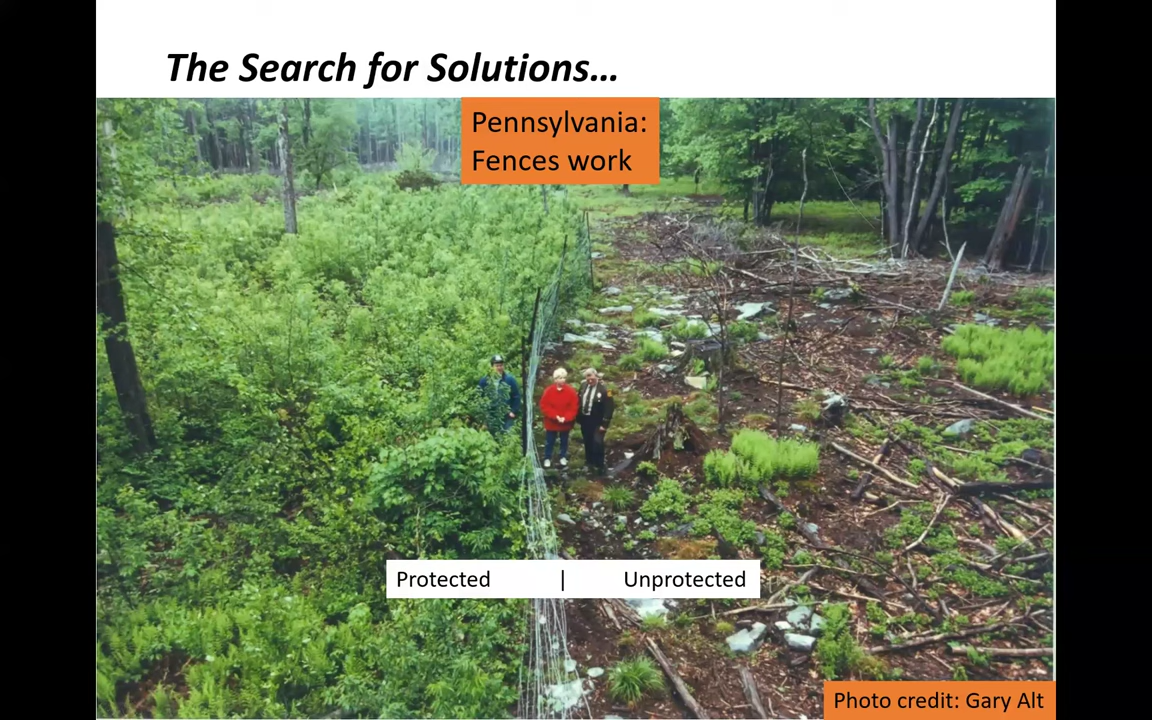 The Search for Solutions…
Pennsylvania:
Fences work
Protected | Unprotected
Photo credit: Gary Alt